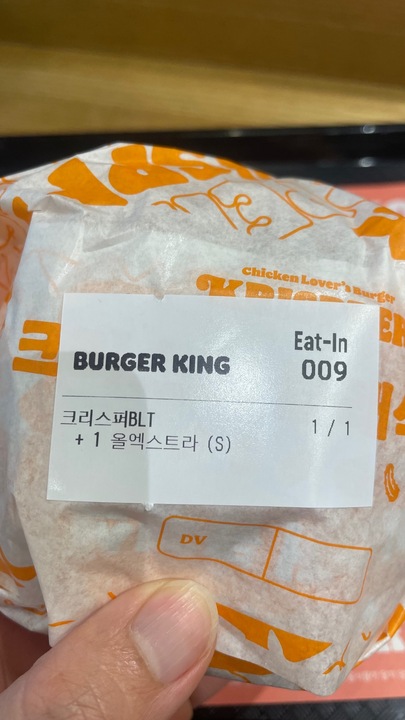 Chicken Lover's Burger
BURGER KING
Eat-In
009
크리스퍼BLT
1 / 1
+ 1 올엑스트라 (S)
DV